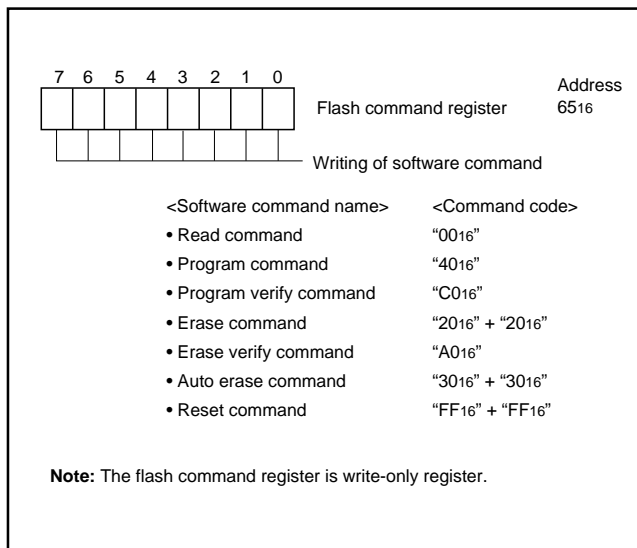 7 6 5 4 3 2 1 0
Address
Flash command register 6516
Writing of software command
<Software command name> <Command code>
• Read command “0016”
• Program command “4016”
• Program verify command “C016”
• Erase command “2016” + “2016”
• Erase verify command “A016”
• Auto erase command “3016” + “3016”
• Reset command “FF16” + “FF16”
Note: The flash command register is write-only register.